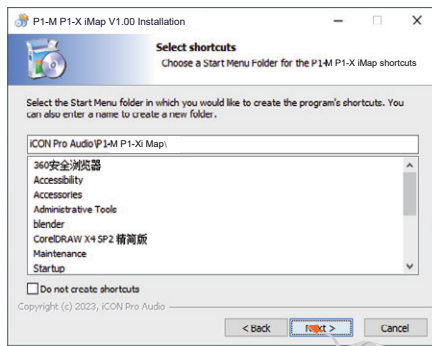 P1-M P1-X iMap V1.00 Installation
Select shortcuts
Choose a Start Menu Folder for the P1-M P1-X iMap shortcuts
Select the Start Menu folder in which you would like to create the program's shortcuts. You
can also enter a name to create a new folder.
iCON Pro Audio\P1-M P1-Xi Map\
360安全浏览器
Accessibility
Accessories
Administrative Tools
blender
CorelDRAW X4 SP2 精简版
Maintenance
Startup
Do not create shortcuts
Copyright (c) 2023, iCON Pro Audio
< Back Next > Cancel